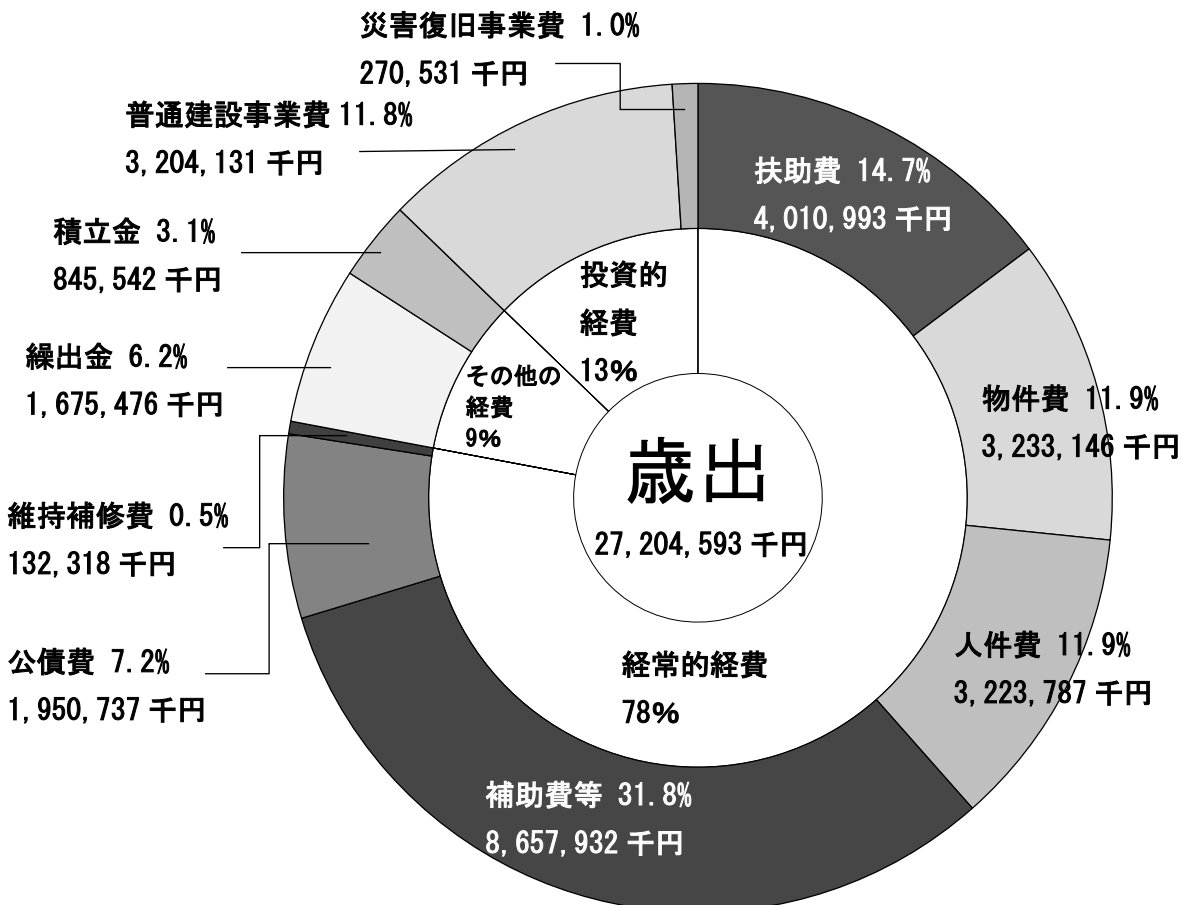 災害復旧事業費 1.0%
270,531 千円
普通建設事業費 11.8%
3,204,131 千円
積立金 3.1%
845,542 千円
繰出金 6.2%
1,675,476 千円
維持補修費 0.5%
132,318 千円
公債費 7.2%
1,950,737 千円
扶助費 14.7%
4,010,993 千円
物件費 11.9%
3,233,146 千円
人件費 11.9%
3,223,787 千円
補助費等 31.8%
8,657,932 千円
投資的
経費
13%
その他の
経費
9%
歳出
27,204,593 千円
経常的経費
78%